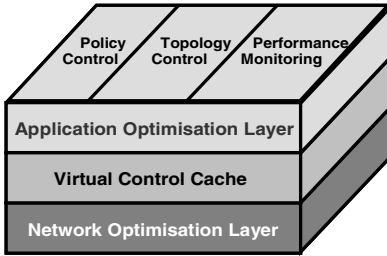 Policy
Control
Topology
Control
Performance
Monitoring
Application Optimisation Layer
Virtual Control Cache
Network Optimisation Layer